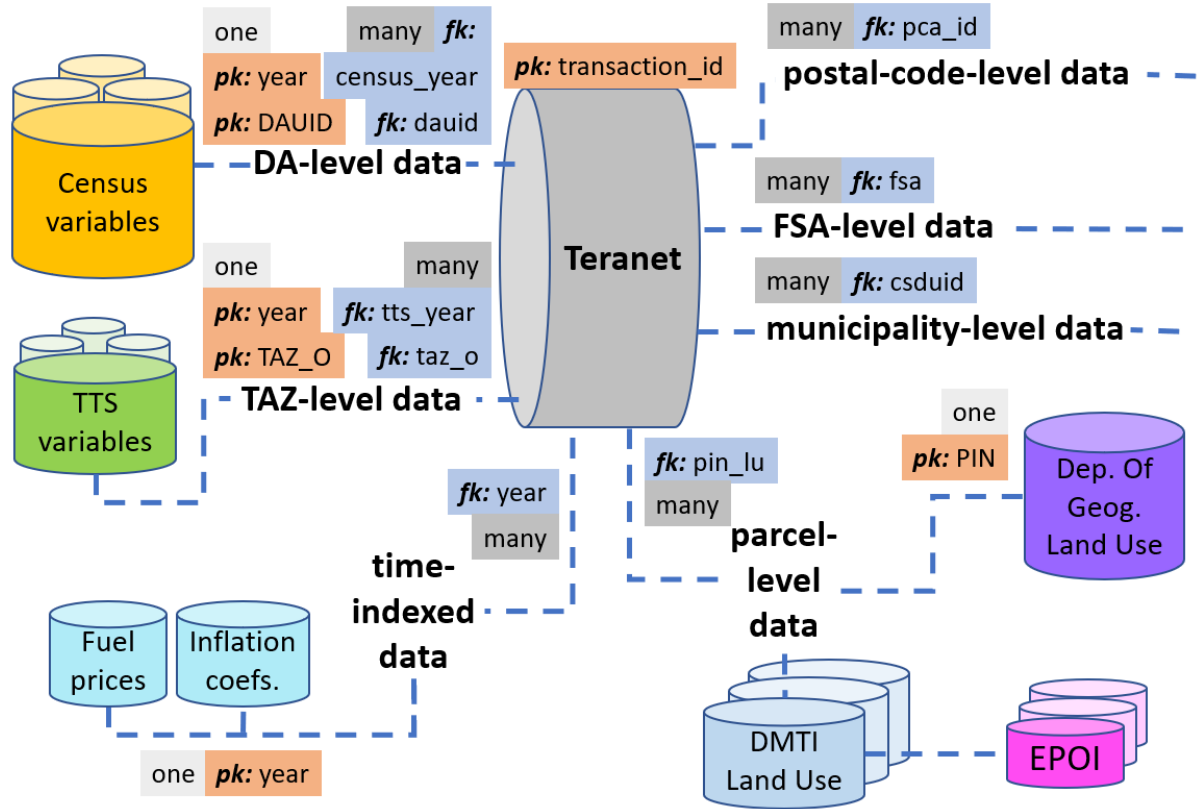 one
many fk:
pk: year
census_year
pk: DAUID
fk: dauid
DA-level data
Census
variables
pk: transaction_id
Teranet
many fk: pca_id
postal-code-level data
many fk: fsa
FSA-level data
many fk: csduid
municipality-level data
one
many
pk: year
fk: tts_year
pk: TAZ_O
fk: taz_o
TAZ-level data
TTS
variables
fk: year
many
time-
indexed
data
Fuel
prices
Inflation
coefs.
one pk: year
fk: pin_lu
many
parcel-
level
data
one
pk: PIN
Dep. Of
Geog.
Land Use
DMTI
Land Use
EPOI